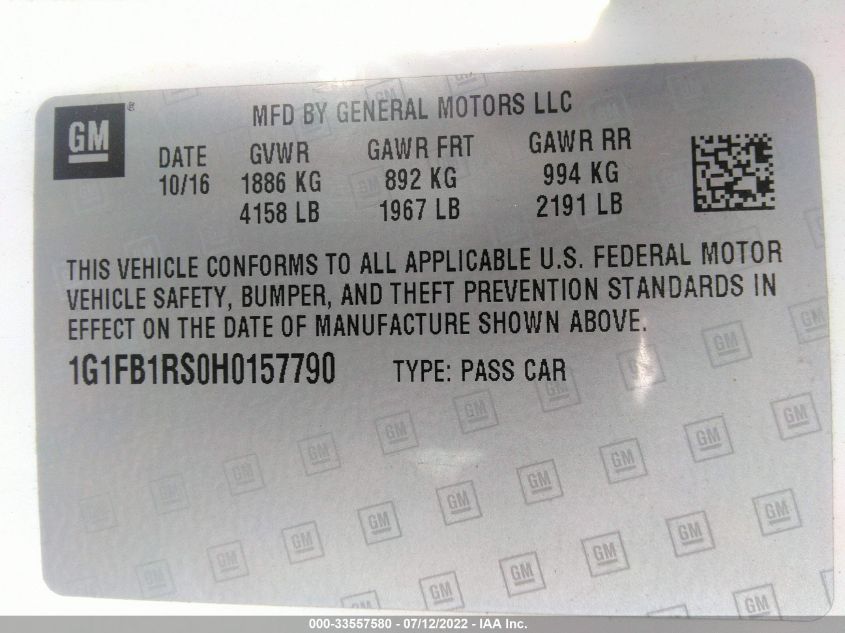 GM ®
MFD BY GENERAL MOTORS LLC
DATE GVWR GAWR FRT GAWR RR
10/16 1886 KG 892 KG 994 KG
4158 LB 1967 LB 2191 LB
THIS VEHICLE CONFORMS TO ALL APPLICABLE U.S. FEDERAL MOTOR
VEHICLE SAFETY, BUMPER, AND THEFT PREVENTION STANDARDS IN
EFFECT ON THE DATE OF MANUFACTURE SHOWN ABOVE.
1G1FB1RS0H0157790 TYPE: PASS CAR
000-33557580 - 07/12/2022 - IAA Inc.